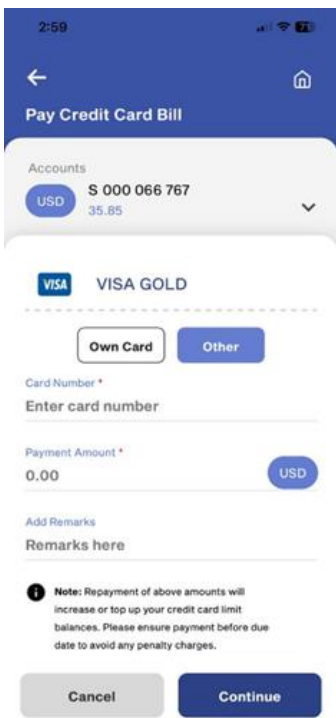 2:59
Pay Credit Card Bill
Accounts
USD
S 000 066 767
35.85
VISA
VISA GOLD
Own Card
Other
Card Number *
Enter card number
Payment Amount *
0.00
USD
Add Remarks
Remarks here
Note: Repayment of above amounts will
increase or top up your credit card limit
balances. Please ensure payment before due
date to avoid any penalty charges.
Cancel
Continue